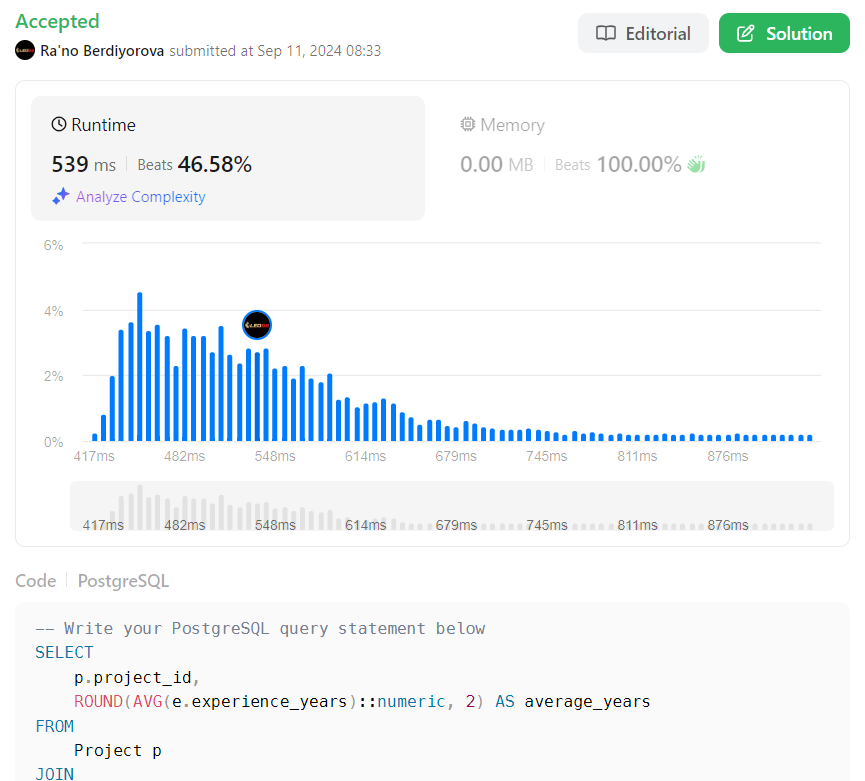 Accepted
Editorial
Solution
Ra'no Berdiyorova submitted at Sep 11, 2024 08:33
Runtime
539 ms Beats 46.58%
Analyze Complexity
Memory
0.00 MB Beats 100.00%
6%
4%
2%
0%
417ms 482ms 548ms 614ms 679ms 745ms 811ms 876ms
417ms 482ms 548ms 614ms 679ms 745ms 811ms 876ms
Code PostgreSQL
-- Write your PostgreSQL query statement below
SELECT
p.project_id,
ROUND(AVG(e.experience_years)::numeric, 2) AS average_years
FROM
Project p
JOIN